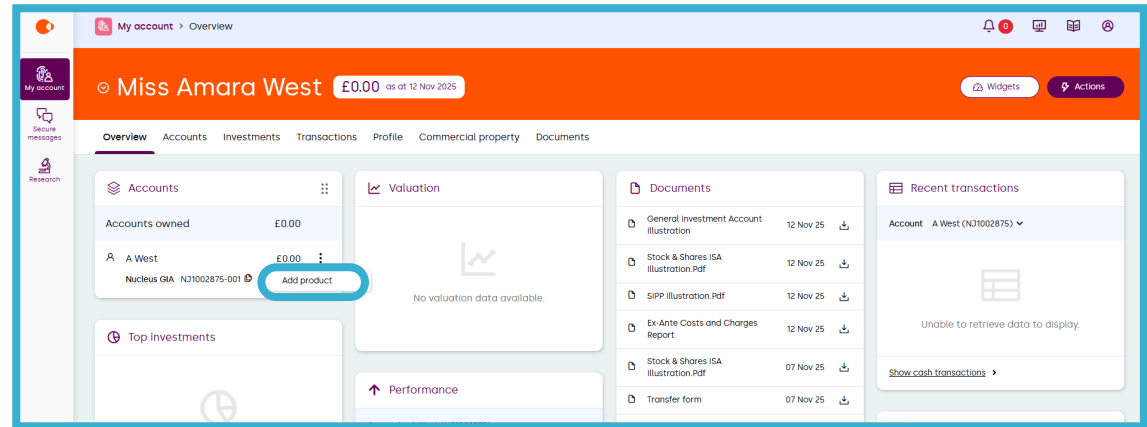 My account > Overview
0
My account
Secure
messages
Research
Miss Amara West
£0.00 as at 12 Nov 2025
Widgets
Actions
Overview Accounts Investments Transactions Profile Commercial property Documents
Accounts
Accounts owned £0.00
A West £0.00
Nucleus GIA NJ1002875-001
Add product
Top investments
Valuation
No valuation data available.
Performance
Documents
General Investment Account
Illustration
12 Nov 25
Stock & Shares ISA
Illustration.Pdf
12 Nov 25
SIPP Illustration.Pdf 12 Nov 25
Ex-Ante Costs and Charges
Report
12 Nov 25
Stock & Shares ISA
Illustration.Pdf
07 Nov 25
Transfer form 07 Nov 25
Recent transactions
Account A West (NJ1002875)
Unable to retrieve data to display.
Show cash transactions >